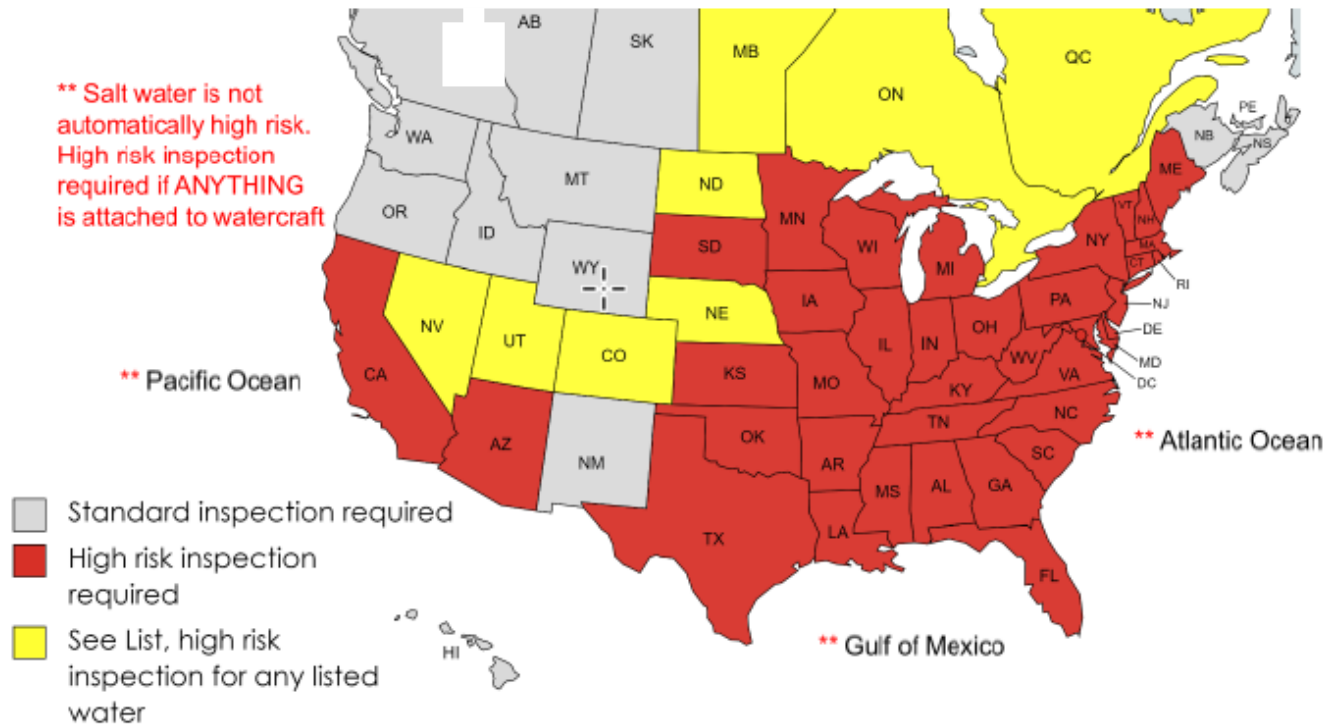 AB
SK
MB
ON
QC
PE
NB
NS
** Salt water is not
automatically high risk.
High risk inspection
required if ANYTHING
is attached to watercraft
WA
MT
ND
MN
ME
OR
ID
WY
SD
WI
MI
NY
VT
NH
MA
CT
RI
NV
UT
CO
NE
IA
IL
IN
OH
PA
NJ
DE
MD
DC
** Pacific Ocean
CA
KS
MO
KY
WV
VA
AZ
NM
OK
AR
TN
NC
** Atlantic Ocean
SC
MS
AL
GA
TX
LA
FL
Standard inspection required
High risk inspection
required
See List, high risk
inspection for any listed
water
HI
** Gulf of Mexico